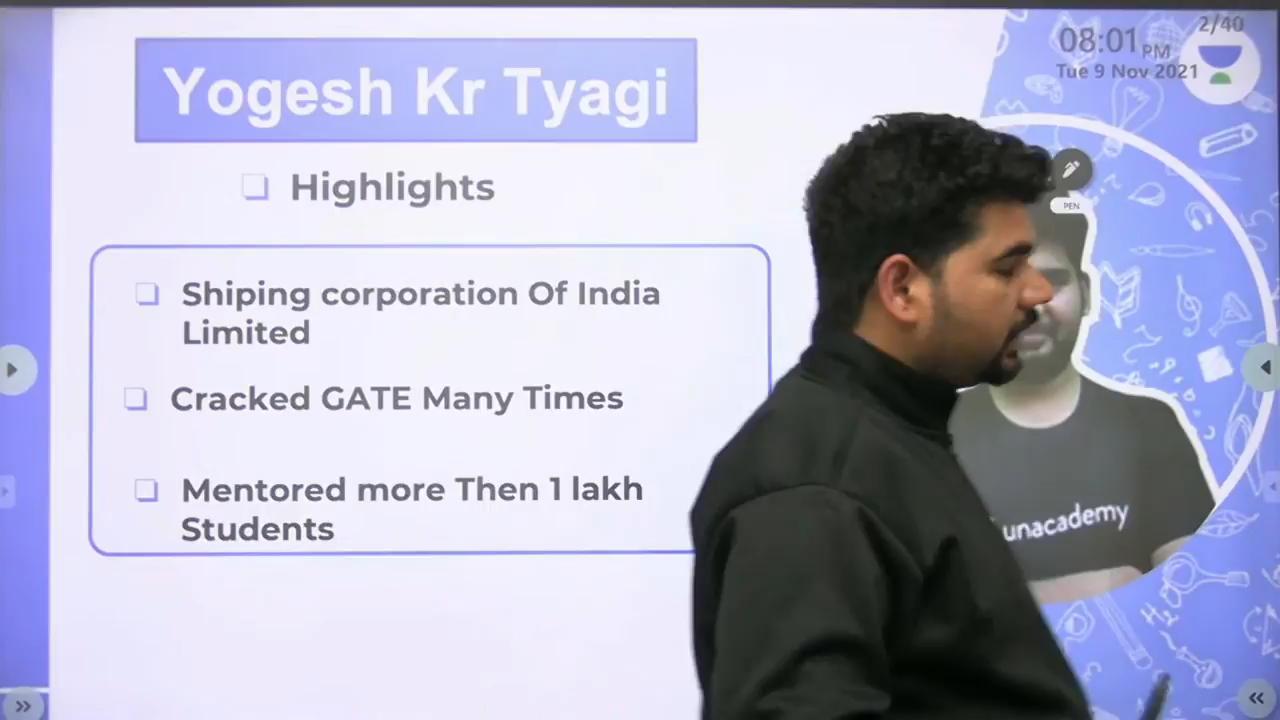 2/40
08:01 PM
Tue 9 Nov 2021
Yogesh Kr Tyagi
Highlights
PEN
Shiping corporation Of India
Limited
Cracked GATE Many Times
Mentored more Then 1 lakh
Students
unacademy
H₂